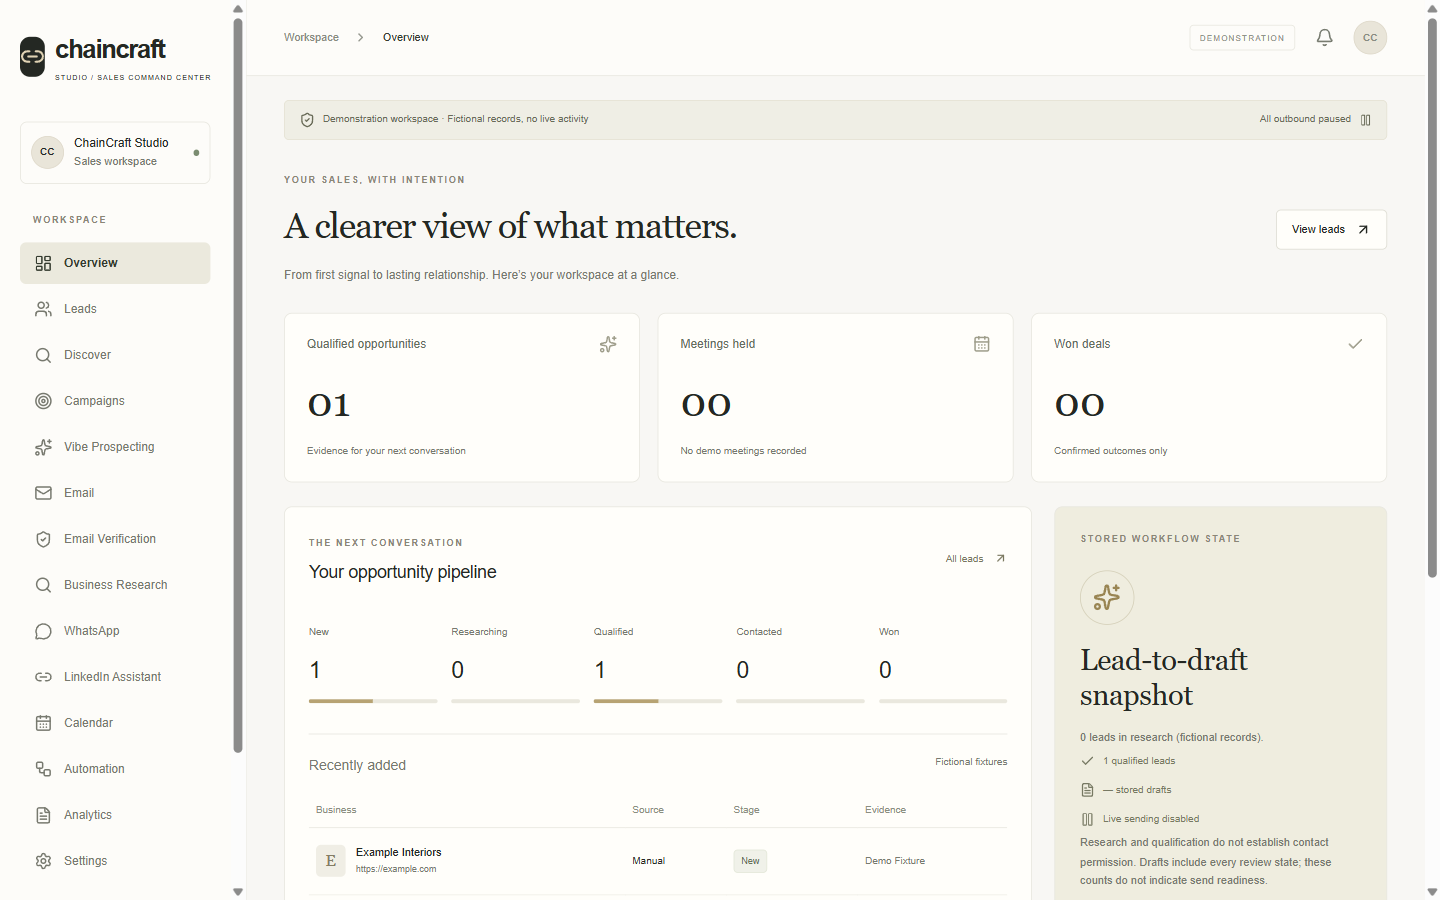 chaincraft
STUDIO / SALES COMMAND CENTER
CC
ChainCraft Studio
Sales workspace
WORKSPACE
Overview
Leads
Discover
Campaigns
Vibe Prospecting
Email
Email Verification
Business Research
WhatsApp
LinkedIn Assistant
Calendar
Automation
Analytics
Settings
Workspace > Overview
DEMONSTRATION
CC
Demonstration workspace · Fictional records, no live activity
All outbound paused
YOUR SALES, WITH INTENTION
A clearer view of what matters.
View leads
From first signal to lasting relationship. Here's your workspace at a glance.
Qualified opportunities
01
Evidence for your next conversation
Meetings held
00
No demo meetings recorded
Won deals
00
Confirmed outcomes only
THE NEXT CONVERSATION
Your opportunity pipeline
All leads
New Researching Qualified Contacted Won
1 0 1 0 0
Recently added
Fictional fixtures
Business Source Stage Evidence
E Example Interiors Manual New Demo Fixture
https://example.com
STORED WORKFLOW STATE
Lead-to-draft
snapshot
0 leads in research (fictional records).
1 qualified leads
— stored drafts
Live sending disabled
Research and qualification do not establish contact
permission. Drafts include every review state; these
counts do not indicate send readiness.